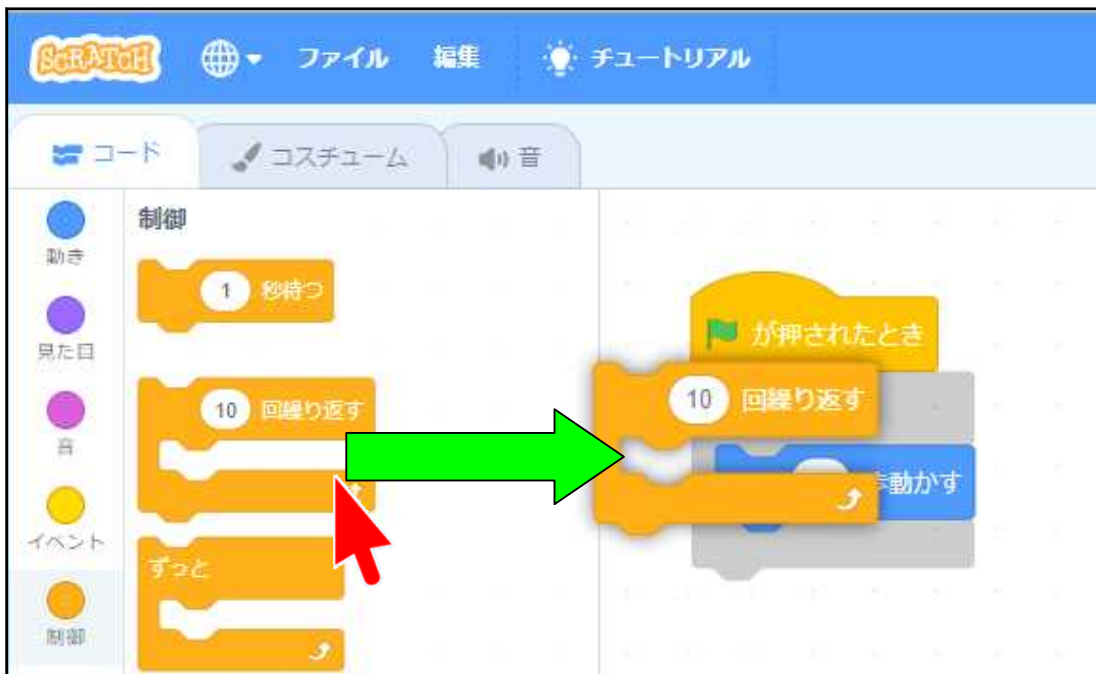 SCRATCH ファイル 編集 チュートリアル
コード コスチューム 音
動き
見た目
音
イベント
制御
制御
1 秒待つ
10 回繰り返す
ずっと
が押されたとき
10 回繰り返す
歩動かす